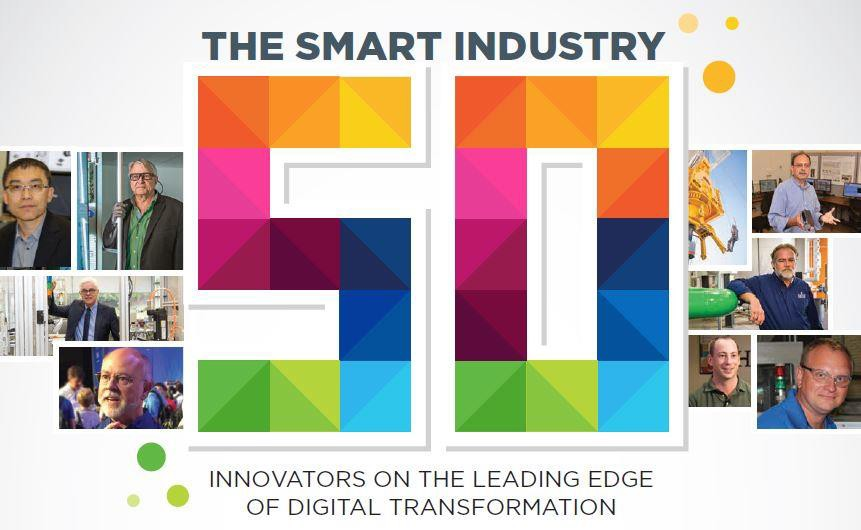 THE SMART INDUSTRY
50
INNOVATORS ON THE LEADING EDGE
OF DIGITAL TRANSFORMATION